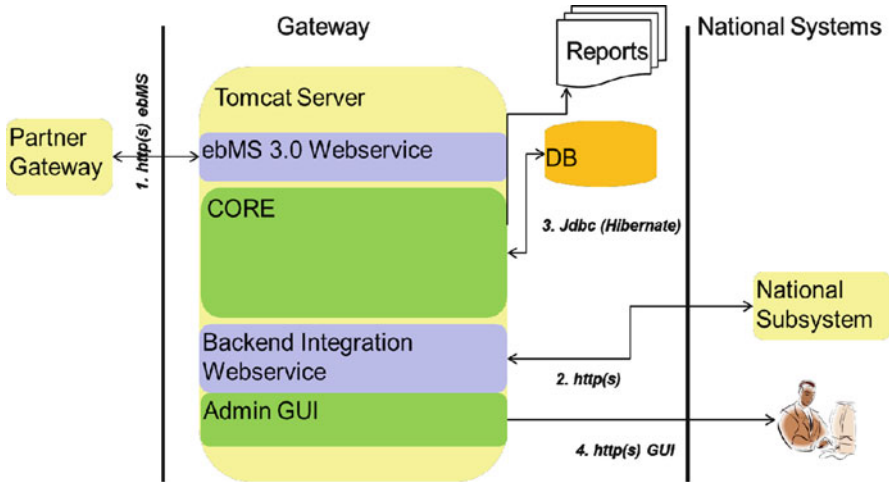 Gateway
National Systems
Reports
Tomcat Server
Partner
Gateway
1. http(s) ebMS
ebMS 3.0 Webservice
DB
CORE
3. Jdbc (Hibernate)
National
Subsystem
Backend Integration
Webservice
2. http(s)
Admin GUI
4. http(s) GUI